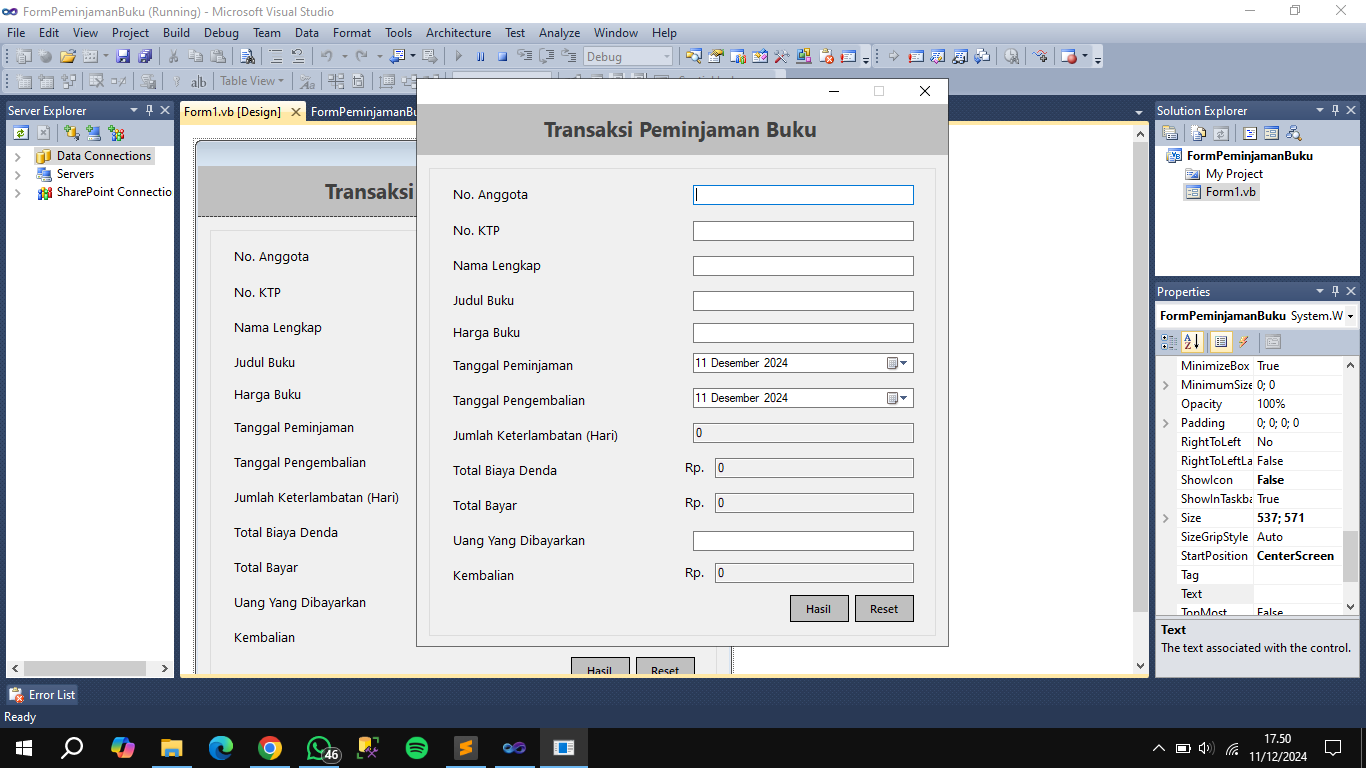 FormPeminjamanBuku (Running) - Microsoft Visual Studio
File Edit View Project Build Debug Team Data Format Tools Architecture Test Analyze Window Help
Debug
Table View
Server Explorer
Data Connections
Servers
SharePoint Connectio
Form1.vb [Design]
FormPeminjamanBu
Transaksi
No. Anggota
No. KTP
Nama Lengkap
Judul Buku
Harga Buku
Tanggal Peminjaman
Tanggal Pengembalian
Jumlah Keterlambatan (Hari)
Total Biaya Denda
Total Bayar
Uang Yang Dibayarkan
Kembalian
Hasil Reset
Transaksi Peminjaman Buku
No. Anggota
No. KTP
Nama Lengkap
Judul Buku
Harga Buku
Tanggal Peminjaman 11 Desember 2024
Tanggal Pengembalian 11 Desember 2024
Jumlah Keterlambatan (Hari) 0
Total Biaya Denda Rp. 0
Total Bayar Rp. 0
Uang Yang Dibayarkan
Kembalian Rp. 0
Hasil Reset
Solution Explorer
FormPeminjamanBuku
My Project
Form1.vb
Properties
FormPeminjamanBuku System.W
MinimizeBox True
MinimumSize 0; 0
Opacity 100%
Padding 0; 0; 0; 0
RightToLeft No
RightToLeftLa False
ShowIcon False
ShowInTaskba True
Size 537; 571
SizeGripStyle Auto
StartPosition CenterScreen
Tag
Text
TopMost False
Text
The text associated with the control.
Error List
Ready
46
17.50
11/12/2024